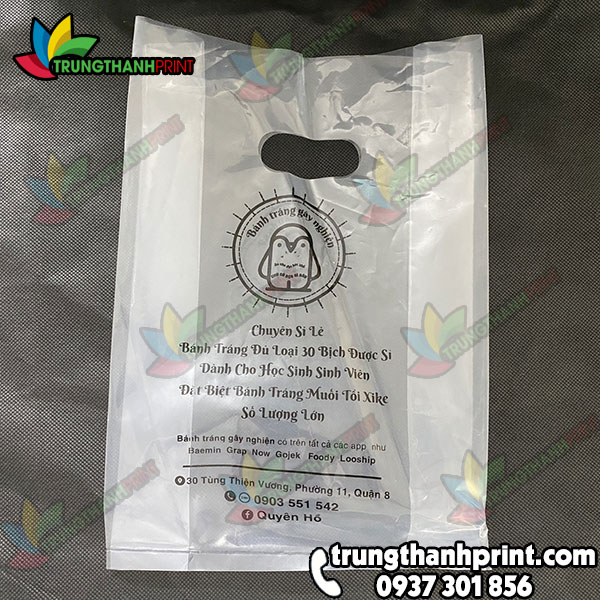 TRUNGTHANHPRINT
Bánh tráng gây nghiện
Chuyên Sỉ Lẻ
Bánh Tráng Đủ Loại 30 Bịch Được Sỉ
Dành Cho Học Sinh Sinh Viên
Đặt Biệt Bánh Tráng Muối Tỏi Xike
Số Lượng Lớn
Bánh tráng gây nghiện có trên tất cả các app như
Baemin Grap Now Gojek Foody Looship
30 Tùng Thiện Vương, Phường 11, Quận 8
0903 551 542
Quyên Hồ
trungthanhprint.com
0937 301 856